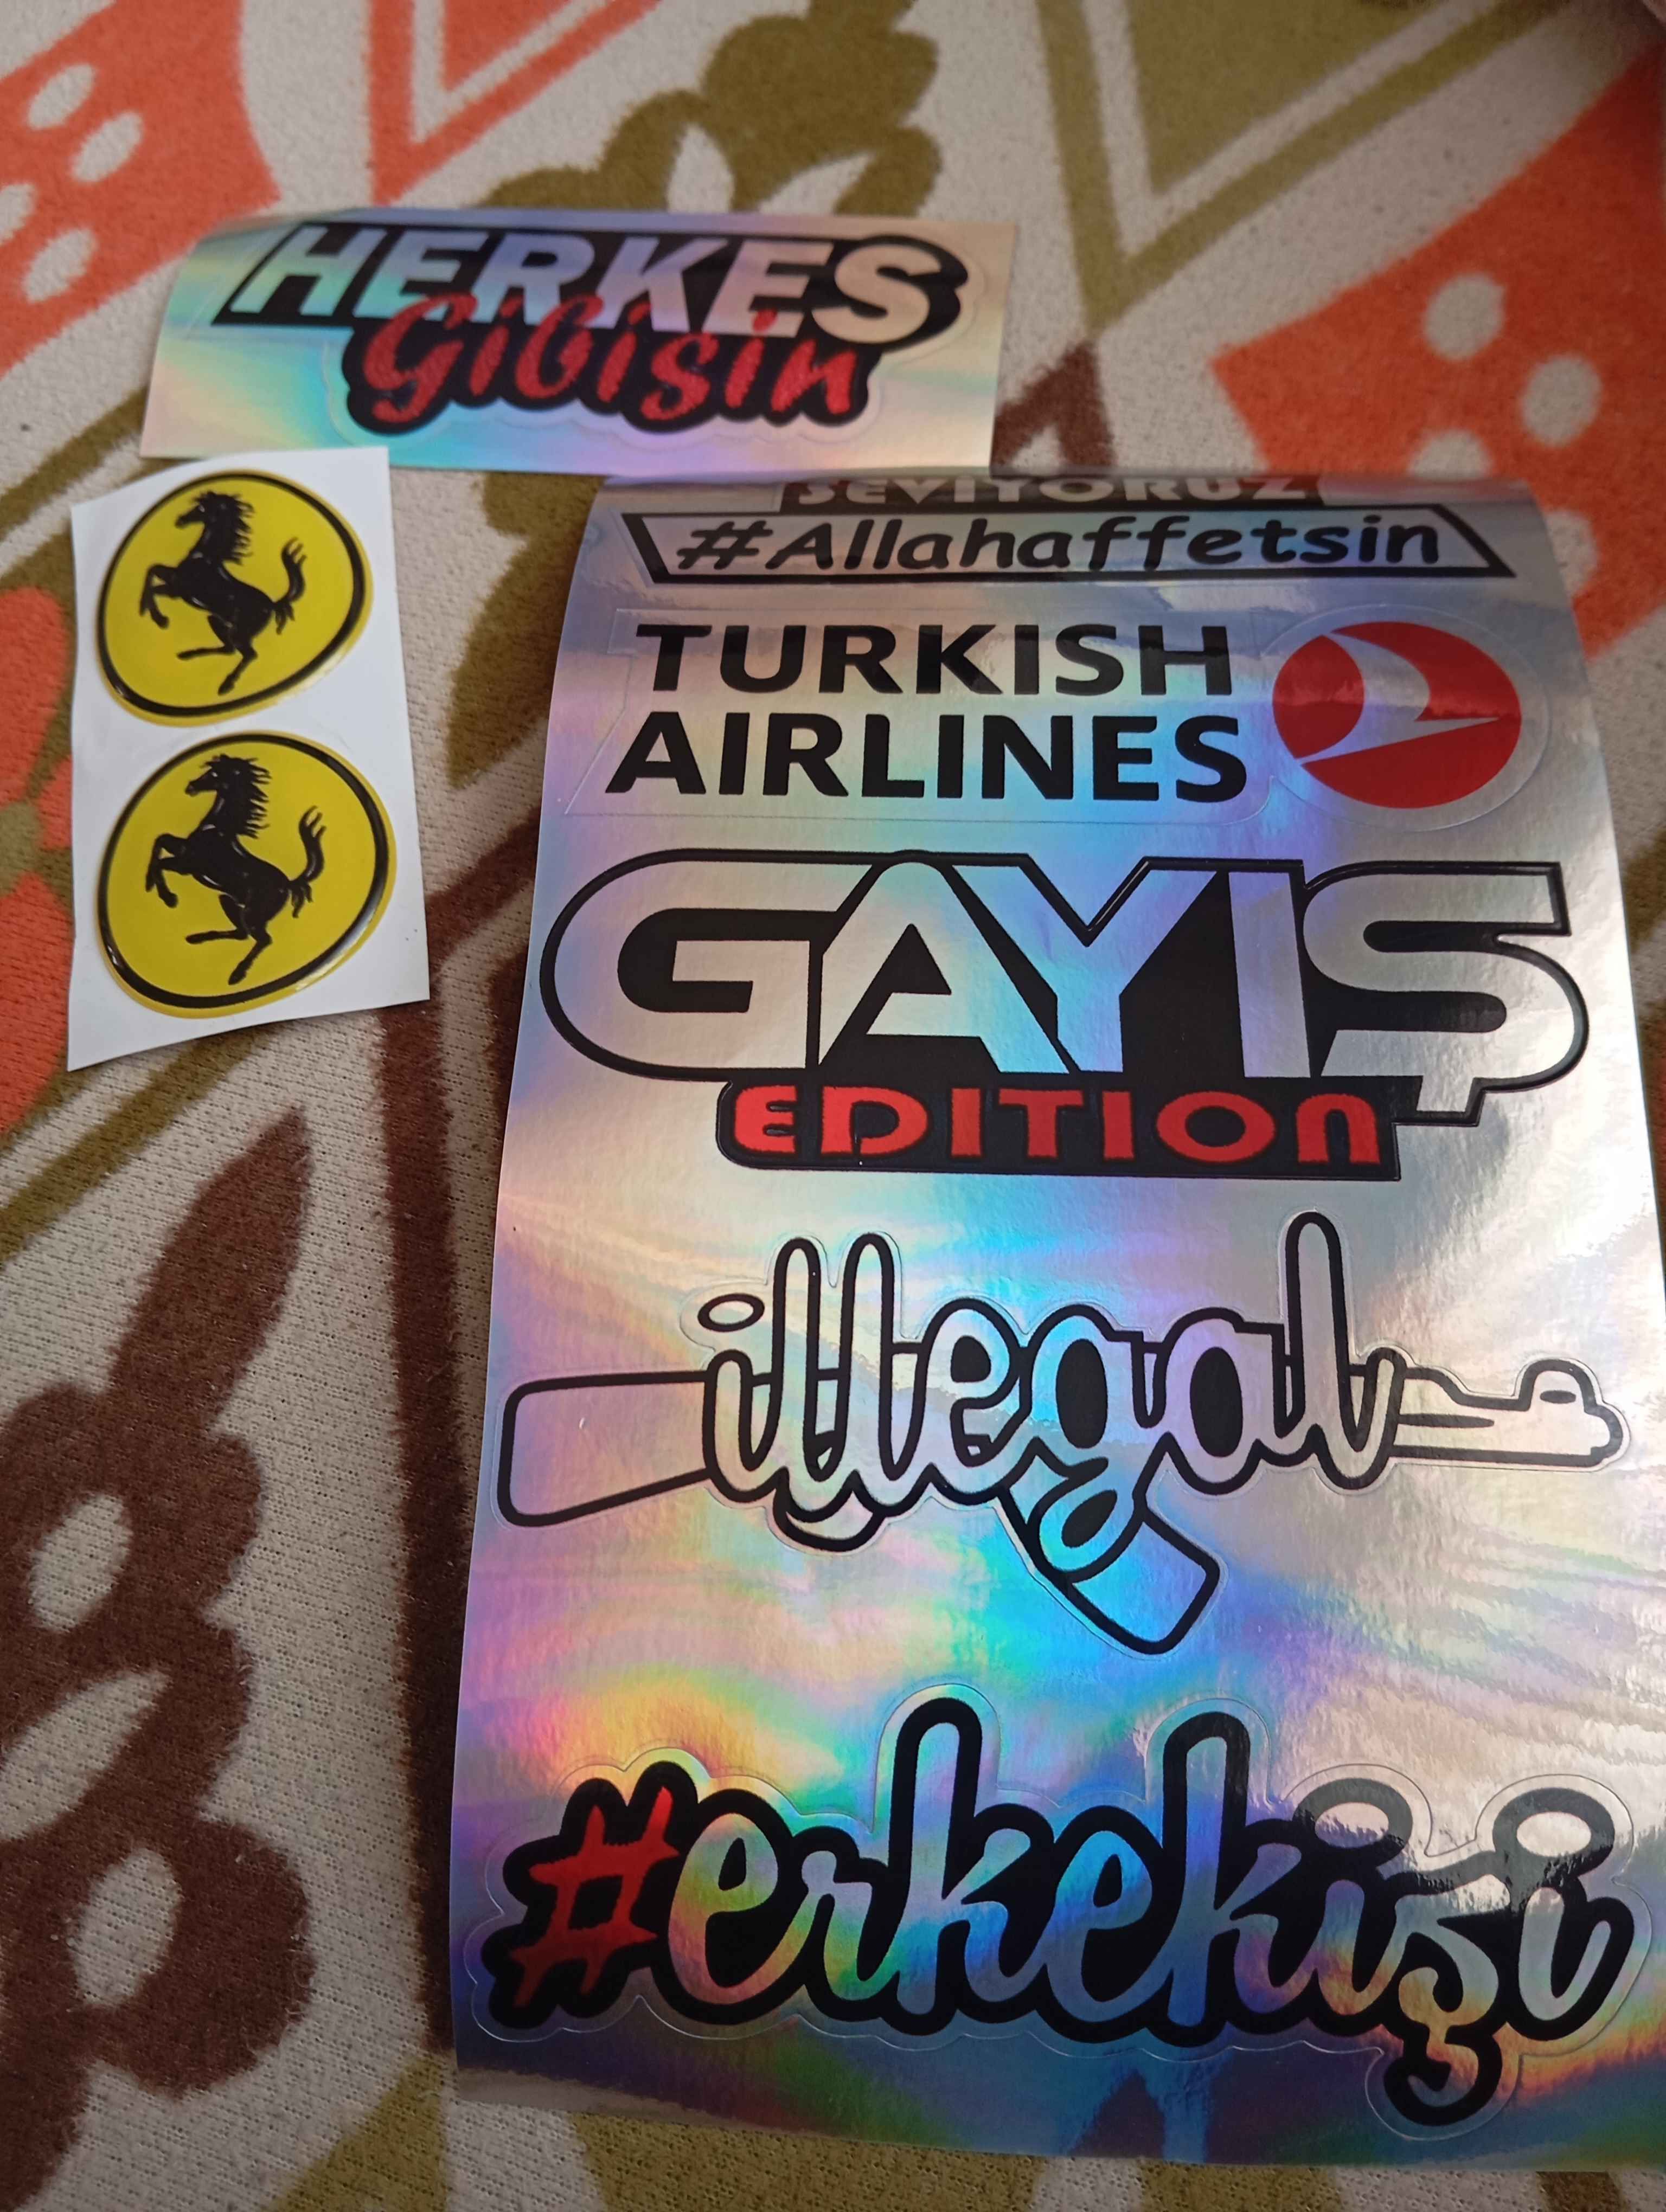 HERKES
Gibisin
SEVİYORUZ
#Allahaffetsin
TURKISH
AIRLINES
GAYIŞ
EDITION
illegal
#erkekişi